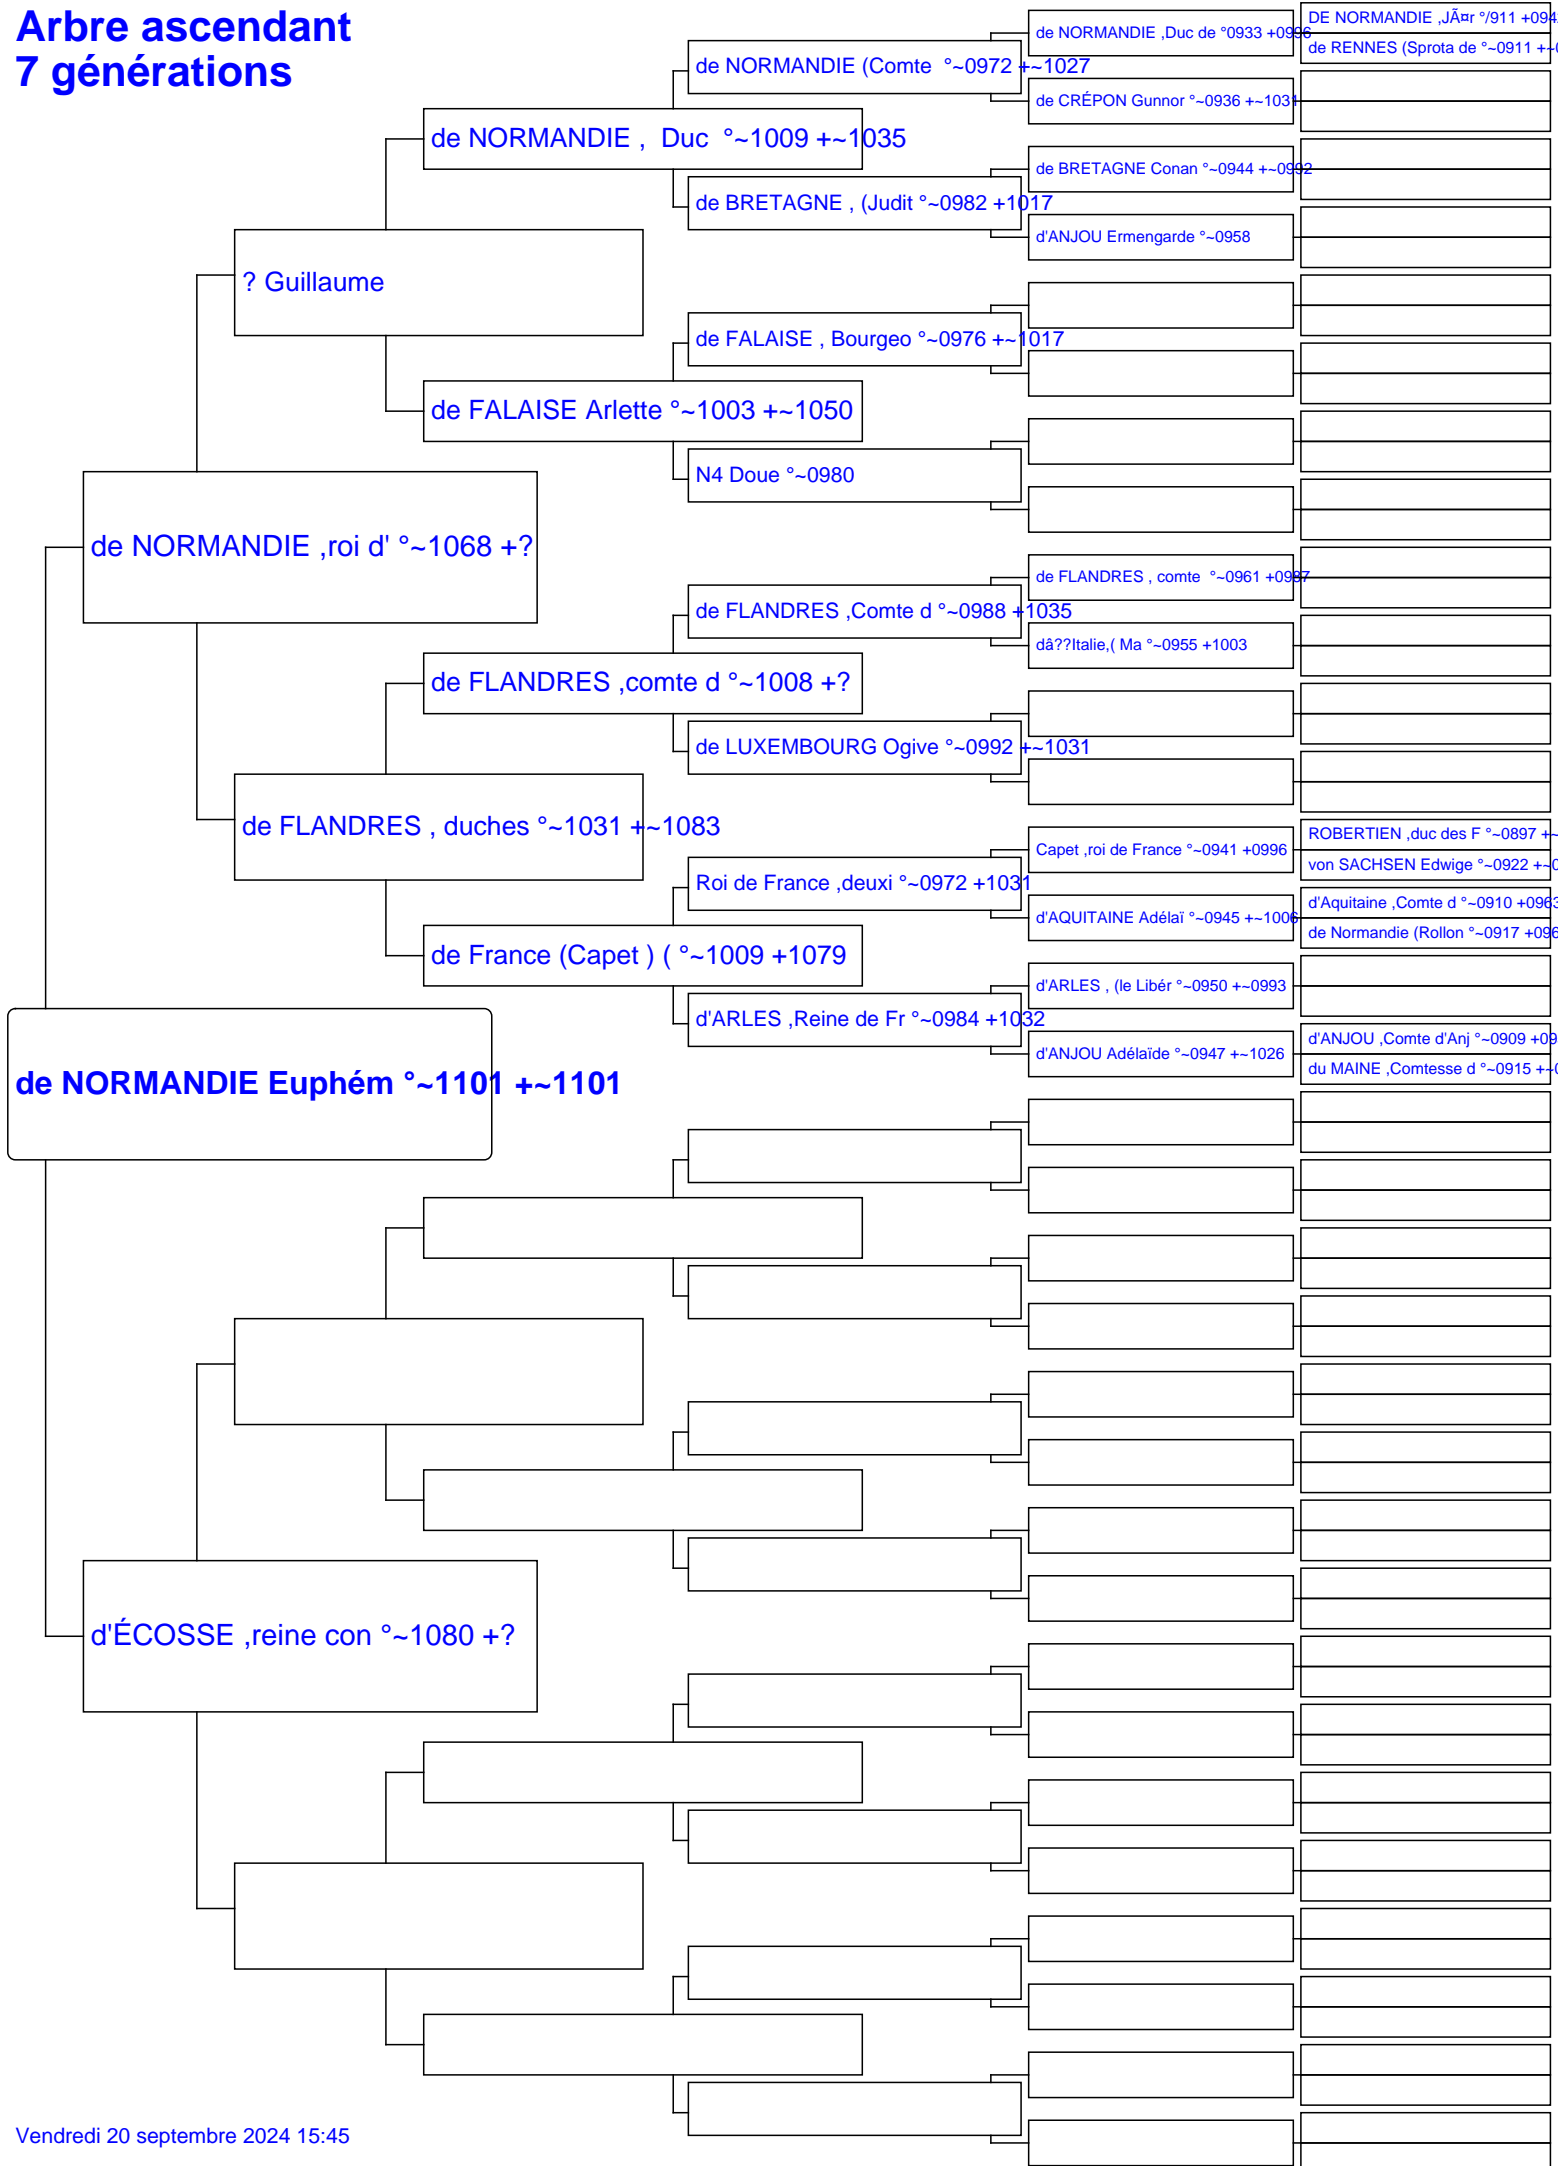 Arbre ascendant
7 générations
DE NORMANDIE ,JÃ¤r °/911 +094
de NORMANDIE ,Duc de °0933 +0996
de RENNES (Sprota de °~0911 +~0
de NORMANDIE (Comte °~0972 +~1027
de CRÉPON Gunnor °~0936 +~1031
de NORMANDIE , Duc °~1009 +~1035
de BRETAGNE Conan °~0944 +~0992
de BRETAGNE , (Judit °~0982 +1017
d'ANJOU Ermengarde °~0958
? Guillaume
de FALAISE , Bourgeo °~0976 +~1017
de FALAISE Arlette °~1003 +~1050
N4 Doue °~0980
de NORMANDIE ,roi d' °~1068 +?
de FLANDRES , comte °~0961 +0987
de FLANDRES ,Comte d °~0988 +1035
dâ??Italie,( Ma °~0955 +1003
de FLANDRES ,comte d °~1008 +?
de LUXEMBOURG Ogive °~0992 +~1031
de FLANDRES , duches °~1031 +~1083
ROBERTIEN ,duc des F °~0897 +~
Capet ,roi de France °~0941 +0996
von SACHSEN Edwige °~0922 +~0
Roi de France ,deuxi °~0972 +1031
d'Aquitaine ,Comte d °~0910 +0963
d'AQUITAINE Adélaï °~0945 +~1006
de Normandie (Rollon °~0917 +096
de France (Capet ) ( °~1009 +1079
d'ARLES , (le Libér °~0950 +~0993
d'ARLES ,Reine de Fr °~0984 +1032
d'ANJOU ,Comte d'Anj °~0909 +09
d'ANJOU Adélaïde °~0947 +~1026
du MAINE ,Comtesse d °~0915 +~0
de NORMANDIE Euphém °~1101 +~1101
d'ÉCOSSE ,reine con °~1080 +?
Vendredi 20 septembre 2024 15:45